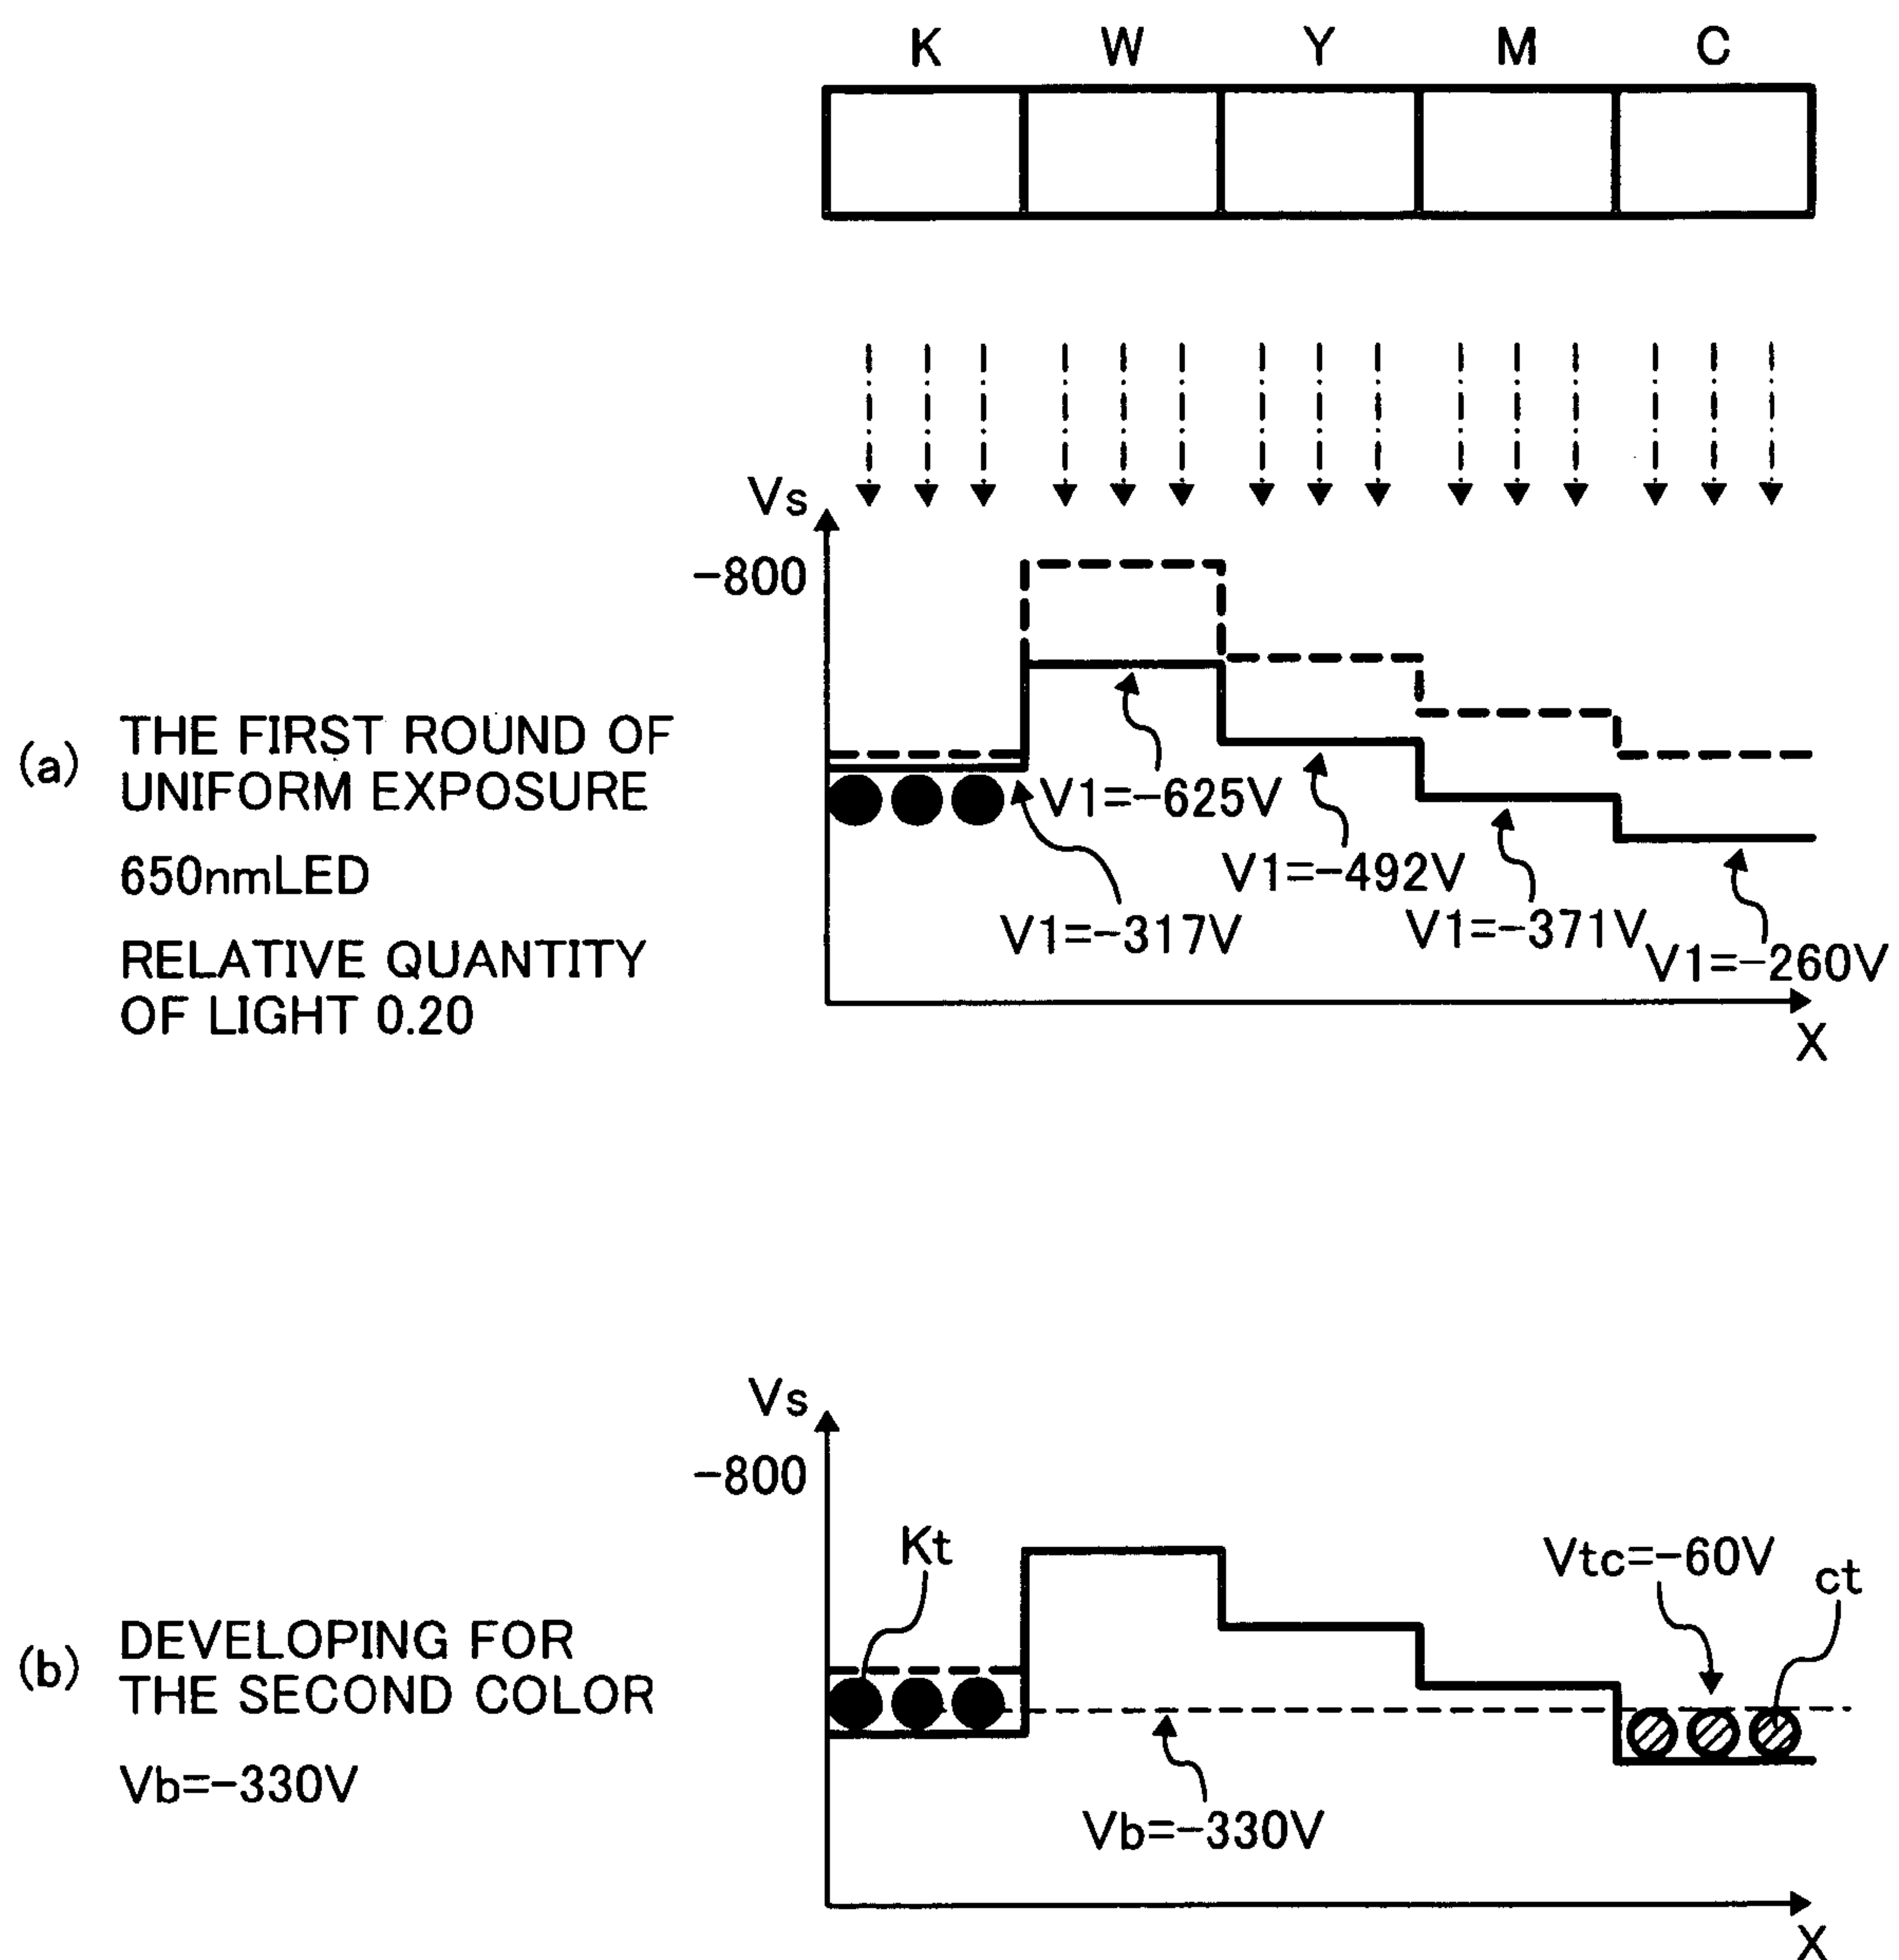 K W Y M C
Vs
-800
(a) THE FIRST ROUND OF
UNIFORM EXPOSURE
650nmLED
RELATIVE QUANTITY
OF LIGHT 0.20
V1=-625V
V1=-492V
V1=-317V
V1=-371V
V1=-260V
X
Vs
-800
Kt
Vtc=-60V
ct
(b) DEVELOPING FOR
THE SECOND COLOR
Vb=-330V
Vb=-330V
X